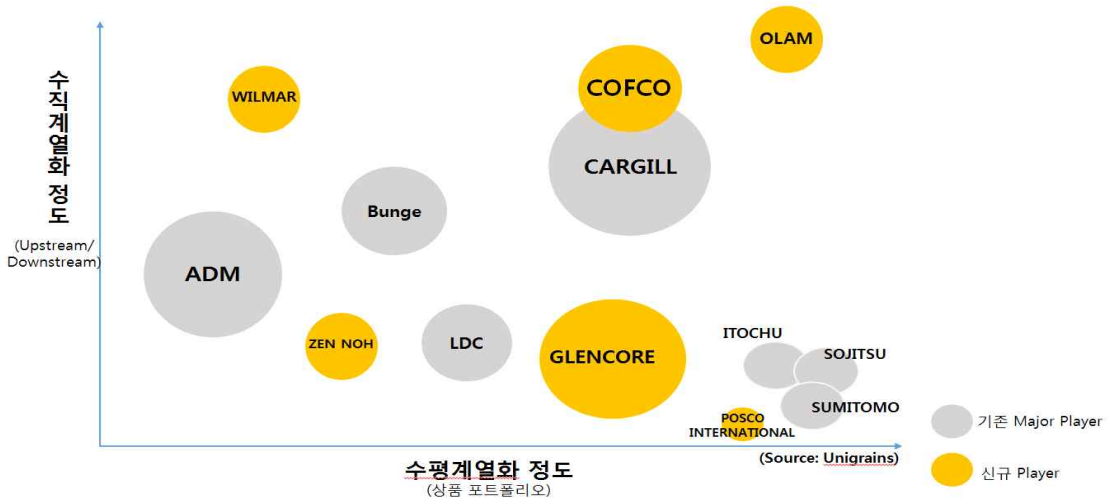 OLAM
COFCO
WILMAR
수직계열화 정도
CARGILL
Bunge
(Upstream/
Downstream)
ADM
ITOCHU
ZEN NOH
LDC
GLENCORE
SOJITSU
SUMITOMO
POSCO
INTERNATIONAL
기존 Major Player
(Source: Unigrains)
수평계열화 정도
(상품 포트폴리오)
신규 Player